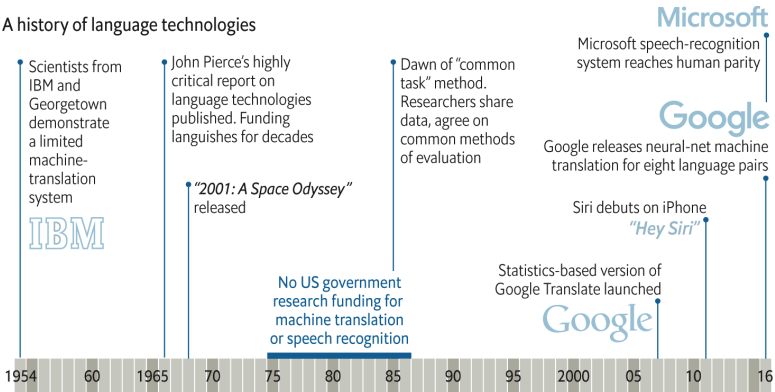 A history of language technologies
Scientists from
IBM and
Georgetown
demonstrate
a limited
machine-
translation
system
IBM
John Pierce's highly
critical report on
language technologies
published. Funding
languishes for decades
"2001: A Space Odyssey"
released
No US government
research funding for
machine translation
or speech recognition
Dawn of "common
task" method.
Researchers share
data, agree on
common methods
of evaluation
Statistics-based version of
Google Translate launched
Google
Siri debuts on iPhone
"Hey Siri"
Google
Google releases neural-net machine
translation for eight language pairs
Microsoft
Microsoft speech-recognition
system reaches human parity
1954 60 1965 70 75 80 85 90 95 2000 05 10 16